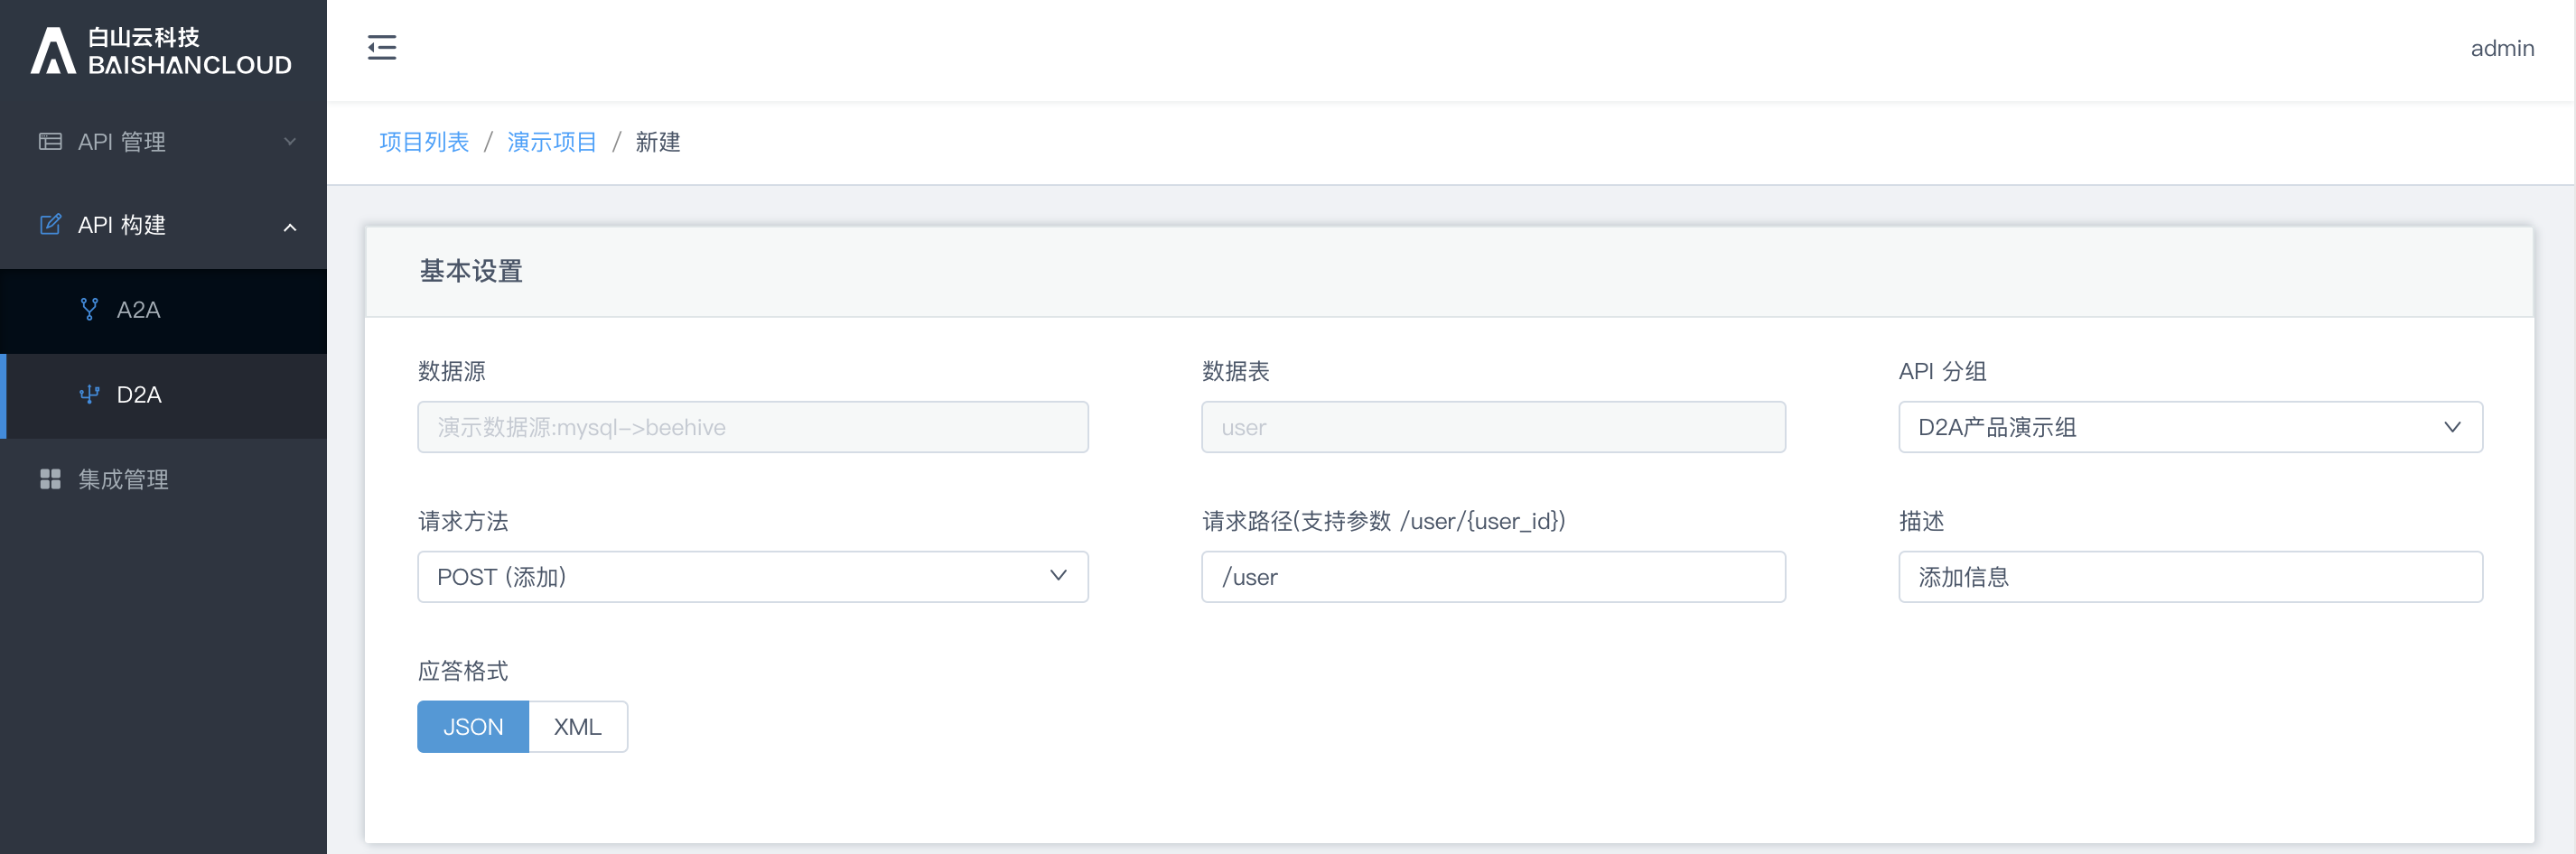 白山云科技
BAISHANCLOUD
admin
API 管理
项目列表 / 演示项目 / 新建
API 构建
A2A
D2A
集成管理
基本设置
数据源
数据表
API 分组
演示数据源:mysql->beehive
user
D2A产品演示组
请求方法
请求路径(支持参数 /user/{user_id})
描述
POST (添加)
/user
添加信息
应答格式
JSON
XML